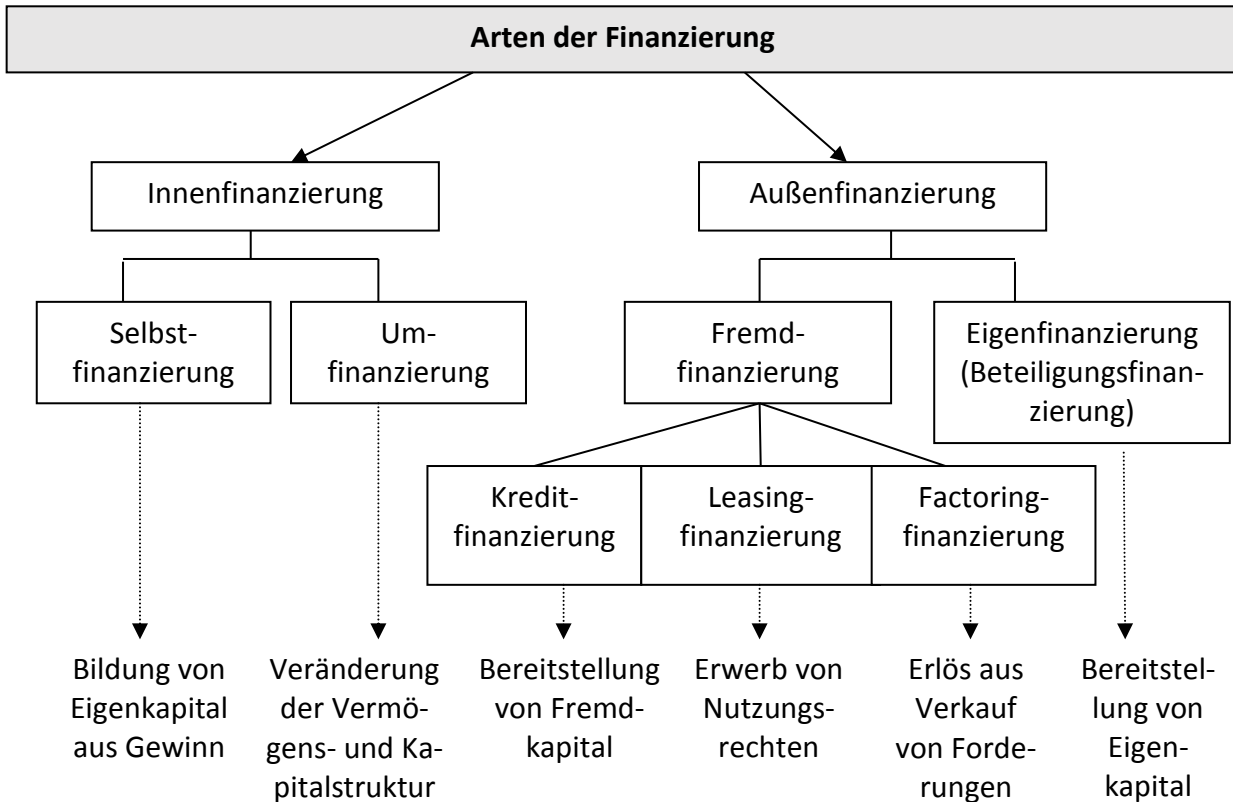 Arten der Finanzierung
Innenfinanzierung
Außenfinanzierung
Selbst-
finanzierung
Um-
finanzierung
Fremd-
finanzierung
Eigenfinanzierung
(Beteiligungsfinan-
zierung)
Kredit-
finanzierung
Leasing-
finanzierung
Factoring-
finanzierung
Bildung von
Eigenkapital
aus Gewinn
Veränderung
der Vermö-
gens- und Ka-
pitalstruktur
Bereitstellung
von Fremd-
kapital
Erwerb von
Nutzungs-
rechten
Erlös aus
Verkauf
von Forde-
rungen
Bereitstel-
lung von
Eigen-
kapital